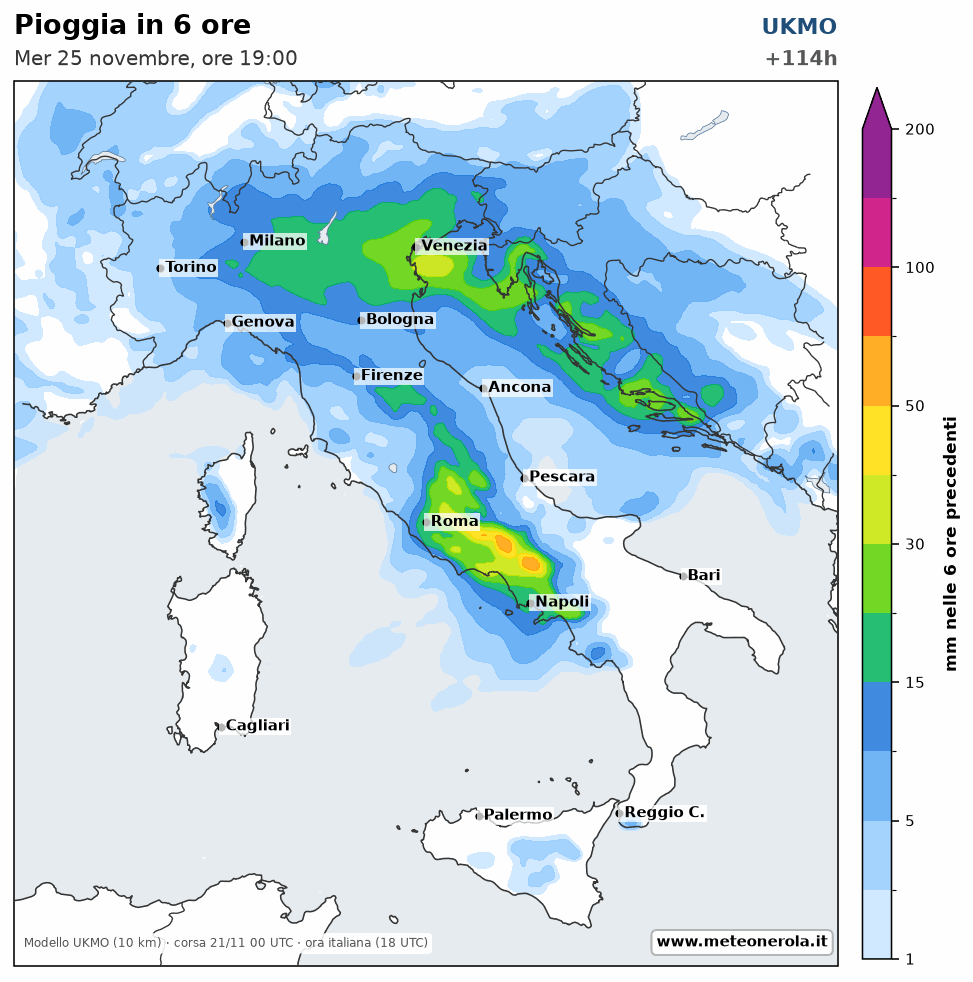 Pioggia in 6 ore
UKMO
Mer 25 novembre, ore 19:00
+114h
200
Milano
Venezia
Torino
100
Genova
Bologna
Firenze
Ancona
50
Pescara
Roma
30
Bari
Napoli
15
Cagliari
Palermo
Reggio C.
5
mm nelle 6 ore precedenti
Modello UKMO (10 km) · corsa 21/11 00 UTC · ora italiana (18 UTC)
www.meteonerola.it
1